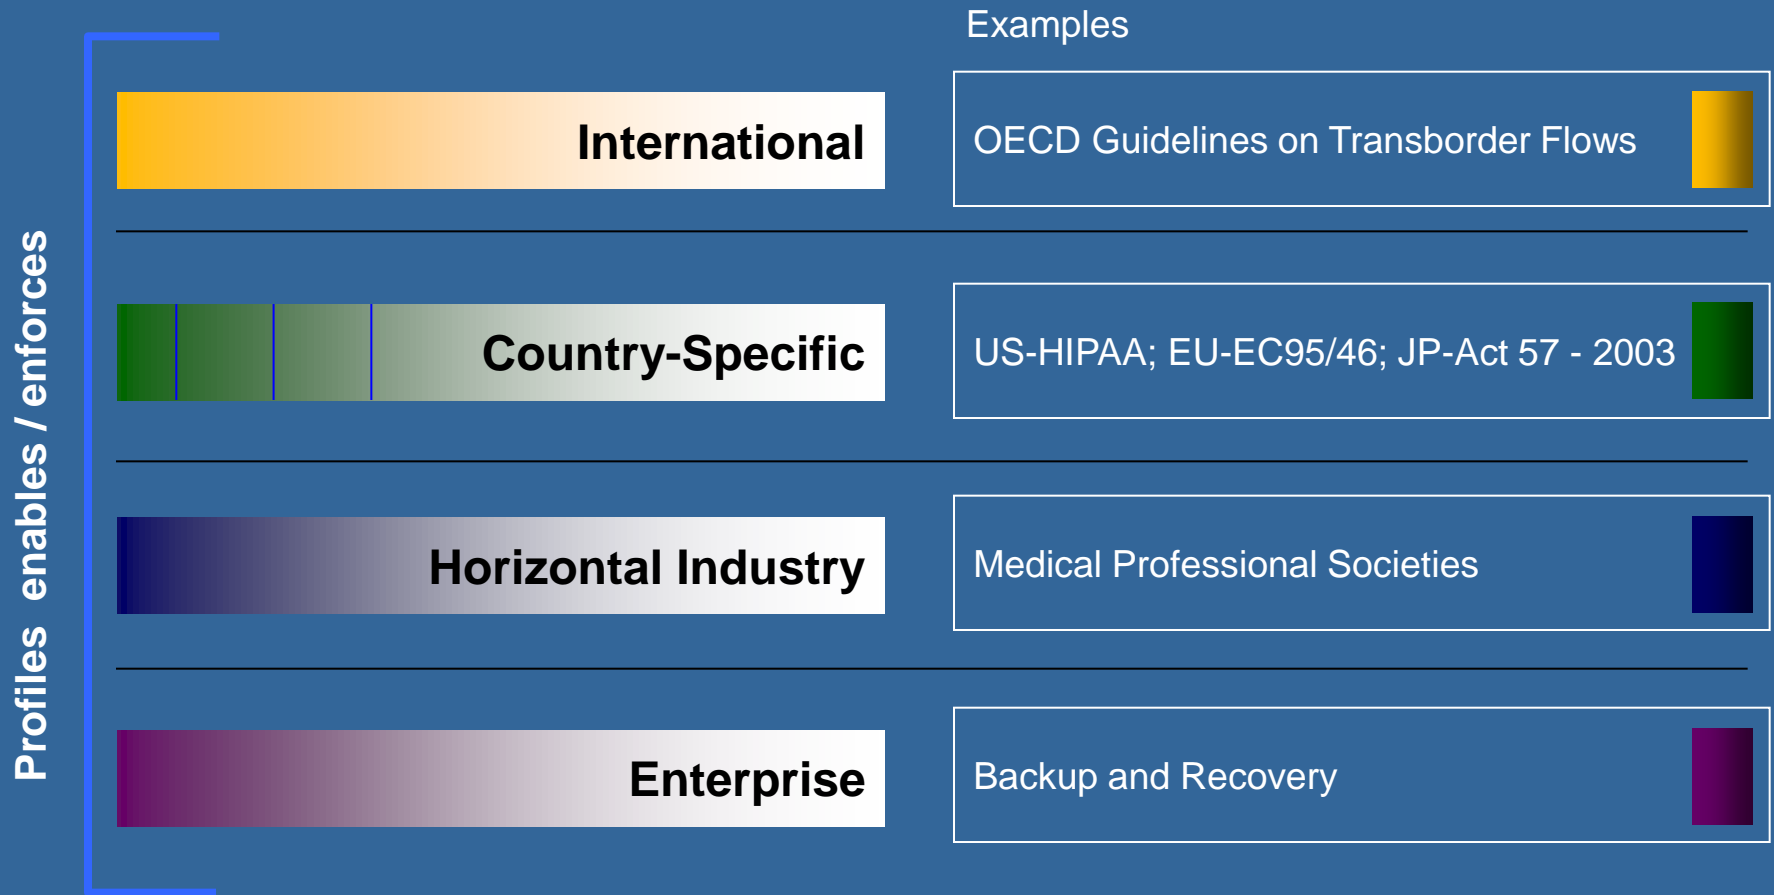 Examples
Profiles enables / enforces
International
OECD Guidelines on Transborder Flows
Country-Specific
US-HIPAA; EU-EC95/46; JP-Act 57 - 2003
Horizontal Industry
Medical Professional Societies
Enterprise
Backup and Recovery